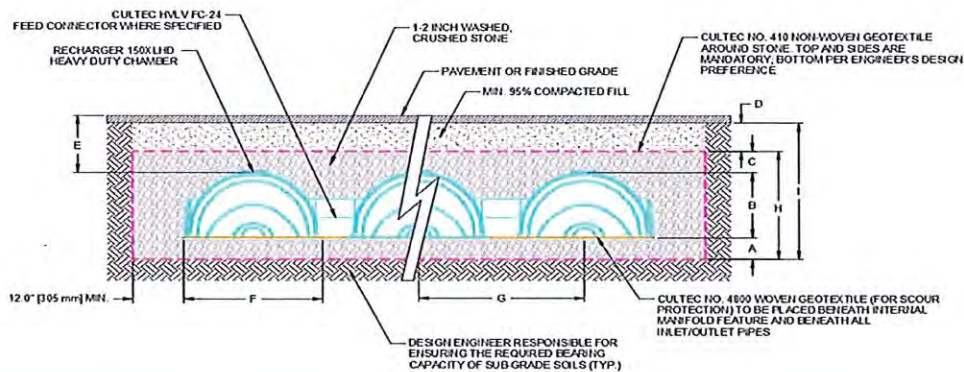 CULTEC HVLV FC-24
FEED CONNECTOR WHERE SPECIFIED
RECHARGER 150XLHD
HEAVY DUTY CHAMBER
1-2 INCH WASHED,
CRUSHED STONE
PAVEMENT OR FINISHED GRADE
MIN. 95% COMPACTED FILL
CULTEC NO. 410 NON-WOVEN GEOTEXTILE
AROUND STONE. TOP AND SIDES ARE
MANDATORY, BOTTOM PER ENGINEER'S DESIGN
PREFERENCE
D
E
C
B
H
I
A
12.0" [305 mm] MIN.
F
G
CULTEC NO. 4800 WOVEN GEOTEXTILE (FOR SCOUR
PROTECTION) TO BE PLACED BENEATH INTERNAL
MANIFOLD FEATURE AND BENEATH ALL
INLET/OUTLET PIPES
DESIGN ENGINEER RESPONSIBLE FOR
ENSURING THE REQUIRED BEARING
CAPACITY OF SUB-GRADE SOILS (TYP.)